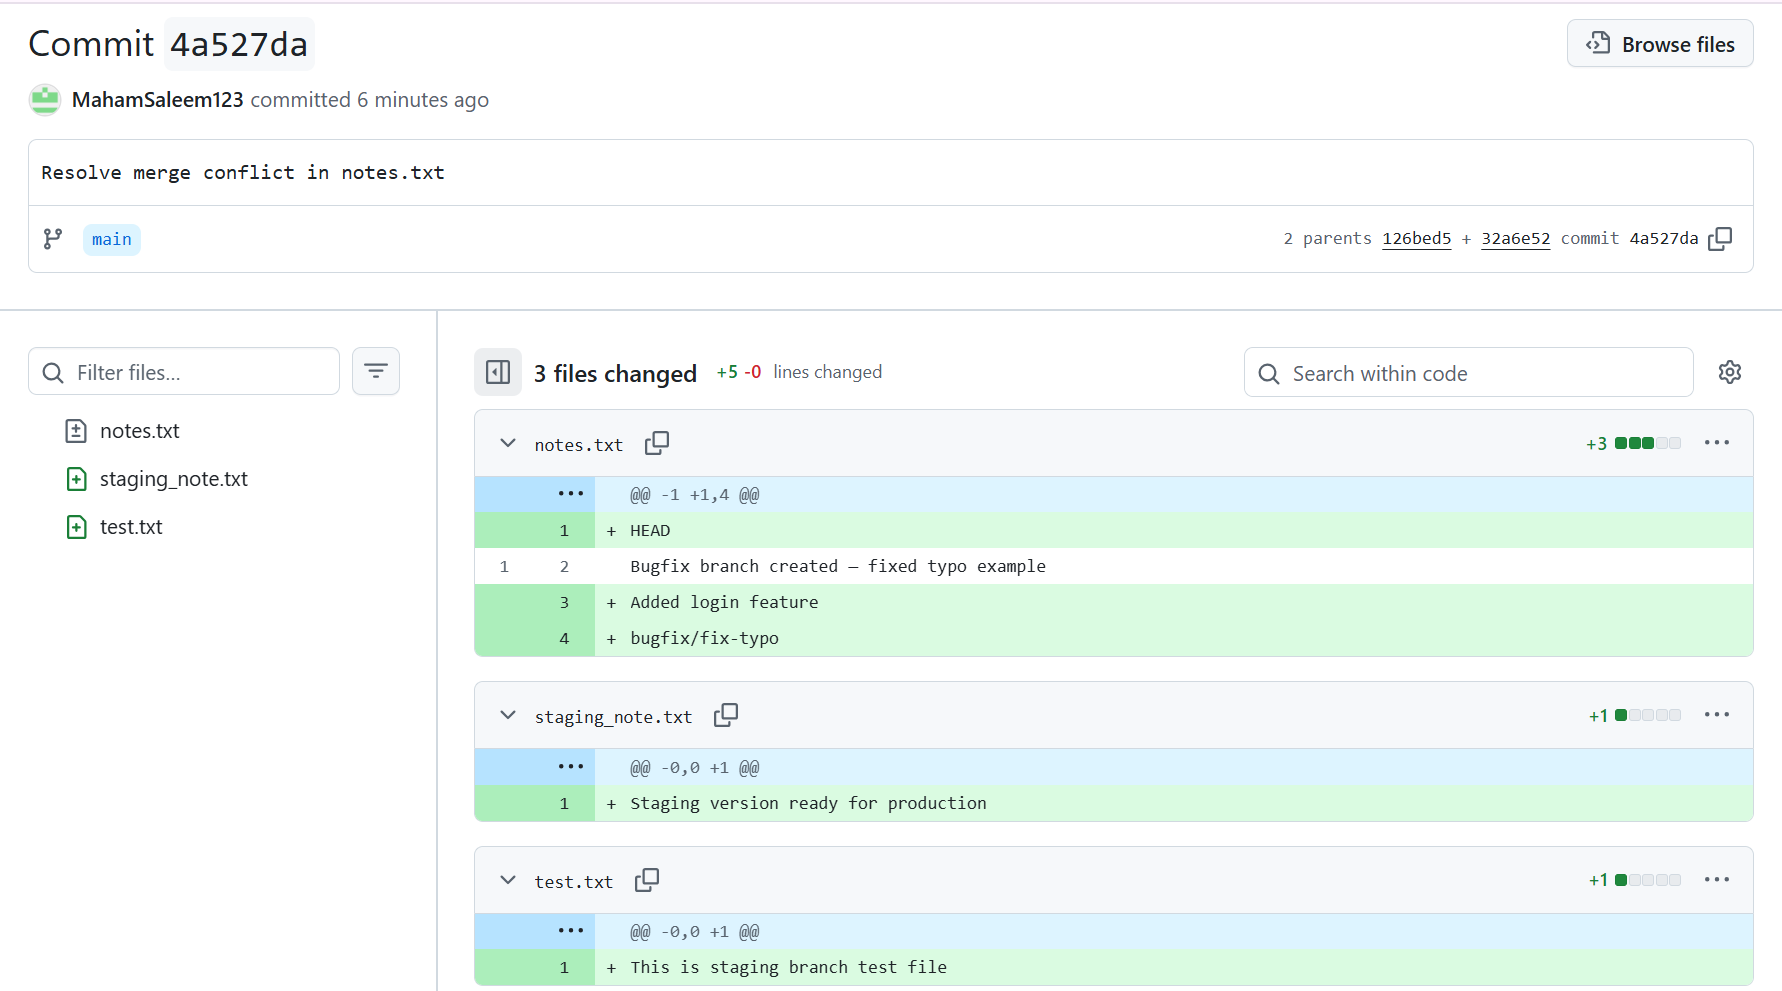 Commit 4a527da
Browse files
MahamSaleem123 committed 6 minutes ago
Resolve merge conflict in notes.txt
main
2 parents 126bed5 + 32a6e52 commit 4a527da
Filter files...
notes.txt
staging_note.txt
test.txt
3 files changed +5 -0 lines changed
Search within code
notes.txt
+3
@@ -1 +1,4 @@
1 + HEAD
1 2 Bugfix branch created – fixed typo example
3 + Added login feature
4 + bugfix/fix-typo
staging_note.txt
+1
@@ -0,0 +1 @@
1 + Staging version ready for production
test.txt
+1
@@ -0,0 +1 @@
1 + This is staging branch test file